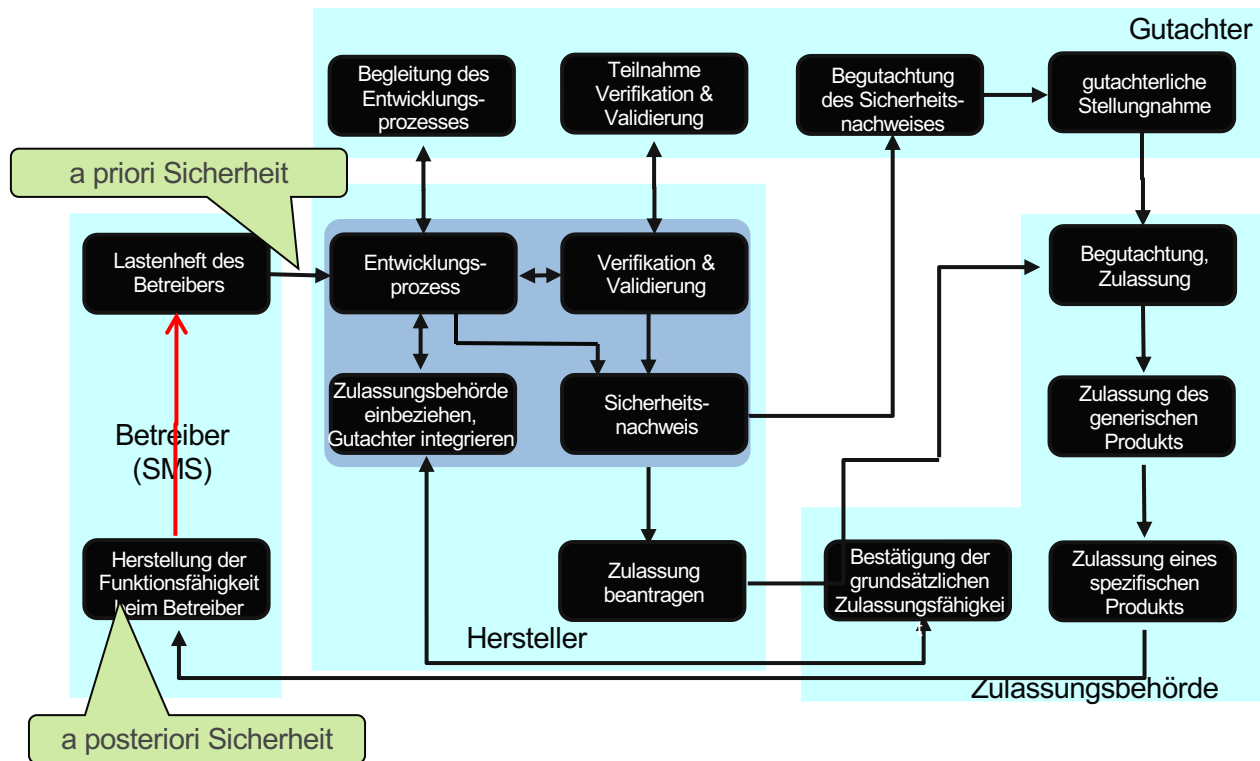 Gutachter
Begleitung des
Entwicklungs-
prozesses
Teilnahme
Verifikation &
Validierung
Begutachtung
des Sicherheits-
nachweises
gutachterliche
Stellungnahme
a priori Sicherheit
Lastenheft des
Betreibers
Entwicklungs-
prozess
Verifikation &
Validierung
Begutachtung,
Zulassung
Zulassungsbehörde
einbeziehen,
Gutachter integrieren
Sicherheits-
nachweis
Zulassung des
generischen
Produkts
Betreiber
(SMS)
Herstellung der
Funktionsfähigkeit
beim Betreiber
Zulassung
beantragen
Bestätigung der
grundsätzlichen
Zulassungsfähigkei
t
Zulassung eines
spezifischen
Produkts
Hersteller
Zulassungsbehörde
a posteriori Sicherheit